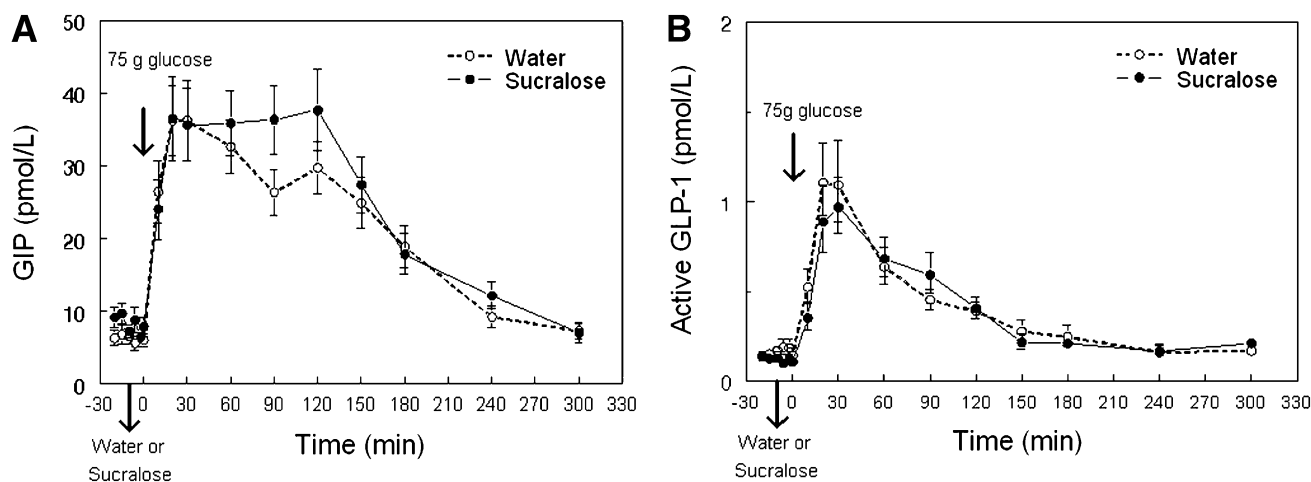 A
50
40
30
20
10
0
GIP (pmol/L)
75 g glucose
Water
Sucralose
-30 0 30 60 90 120 150 180 210 240 270 300 330
Water or
Sucralose
Time (min)
B
2
1
0
Active GLP-1 (pmol/L)
75g glucose
Water
Sucralose
-30 0 30 60 90 120 150 180 210 240 270 300 330
Water or
Sucralose
Time (min)